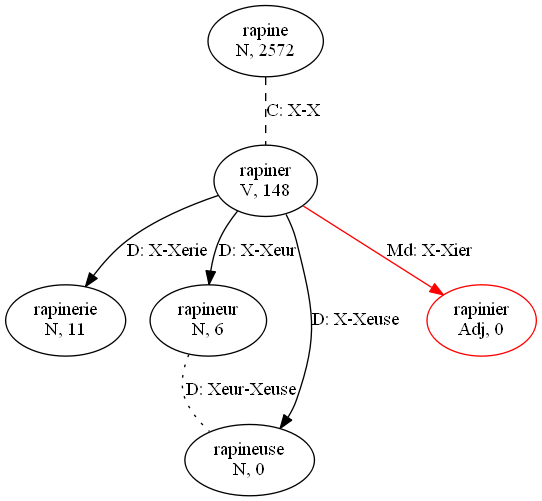 rapine
N, 2572
C: X-X
rapiner
V, 148
D: X-Xerie
D: X-Xeur
Md: X-Xier
rapinerie
N, 11
rapineur
N, 6
D: X-Xeuse
rapinier
Adj, 0
D: Xeur-Xeuse
rapineuse
N, 0